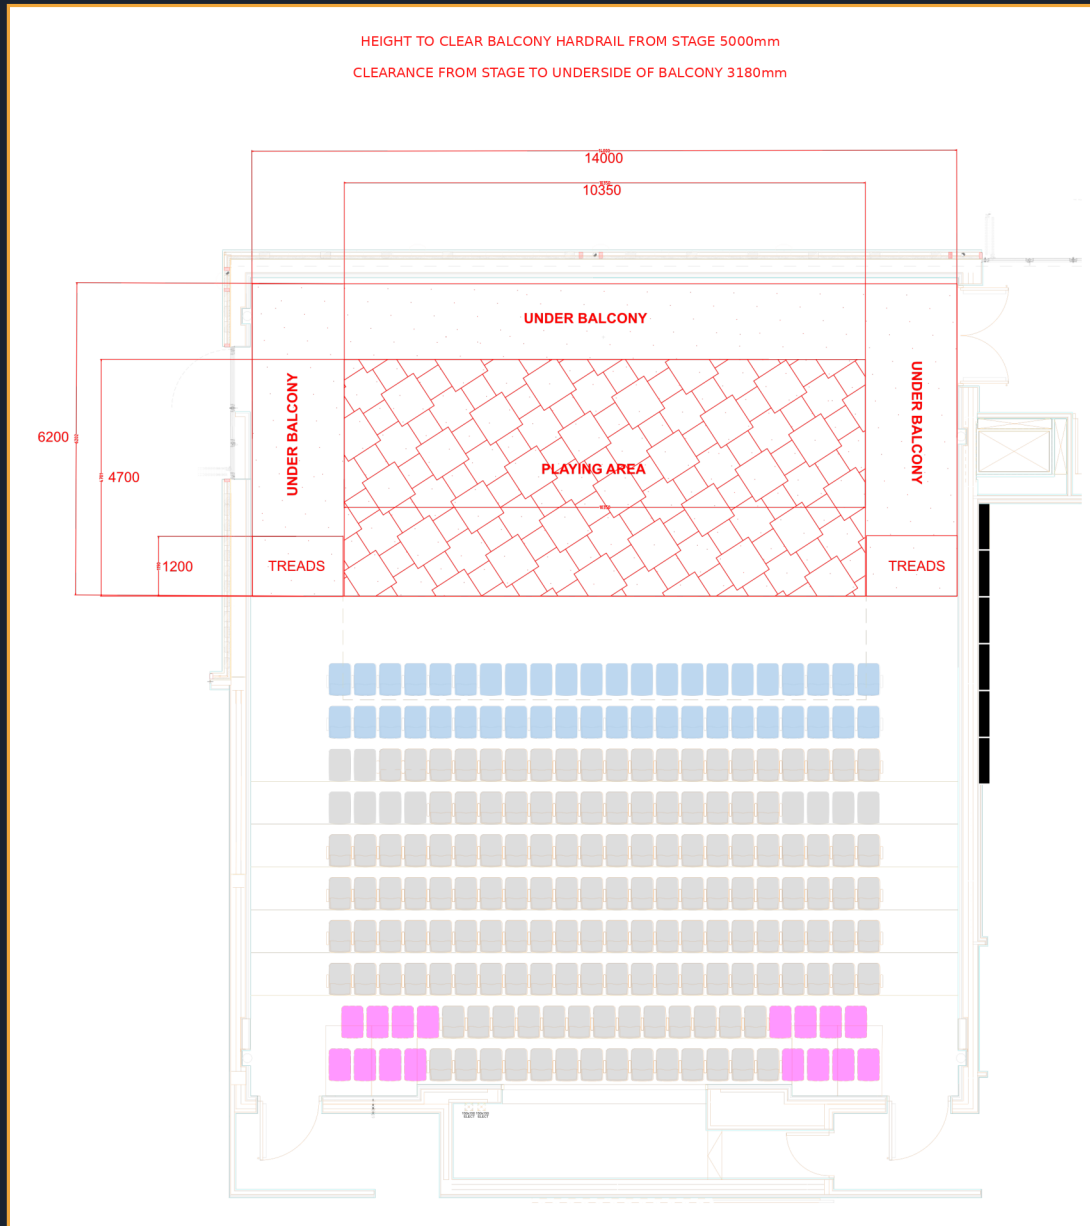 HEIGHT TO CLEAR BALCONY HARDRAIL FROM STAGE 5000mm
CLEARANCE FROM STAGE TO UNDERSIDE OF BALCONY 3180mm
14000
10350
UNDER BALCONY
UNDER BALCONY
UNDER BALCONY
6200
4700
PLAYING AREA
1200
TREADS
TREADS